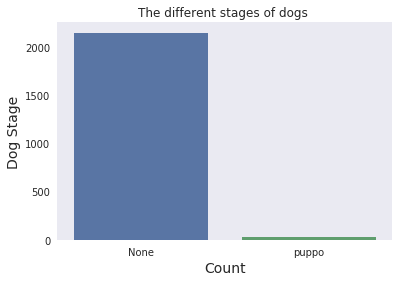 The different stages of dogs
2000
1500
1000
500
0
Dog Stage
None
puppo
Count